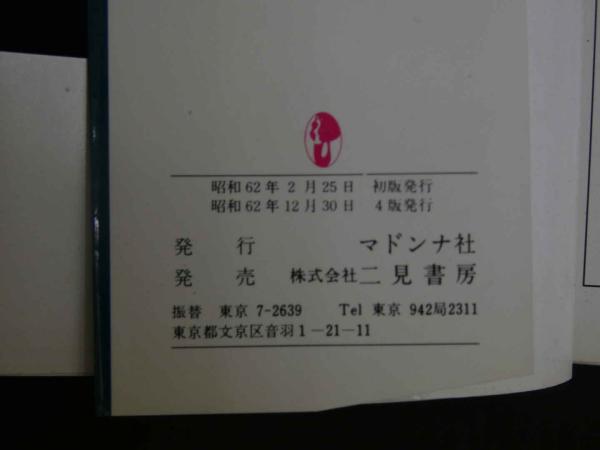 昭和62年2月25日 初版発行
昭和62年12月30日 4版発行
発行 マドンナ社
発売 株式会社二見書房
振替 東京7-2639 Tel 東京 942局2311
東京都文京区音羽1―21―11